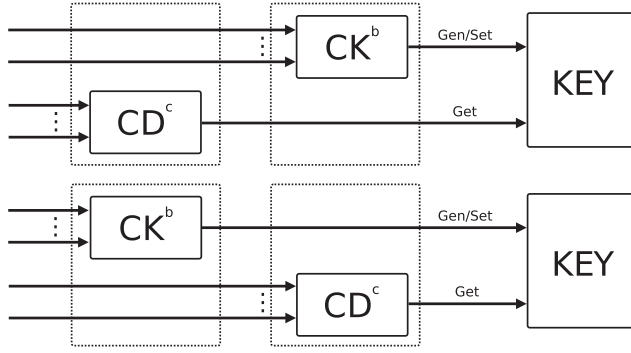 CK^b
Gen/Set
KEY
CD^c
Get
CK^b
Gen/Set
KEY
CD^c
Get